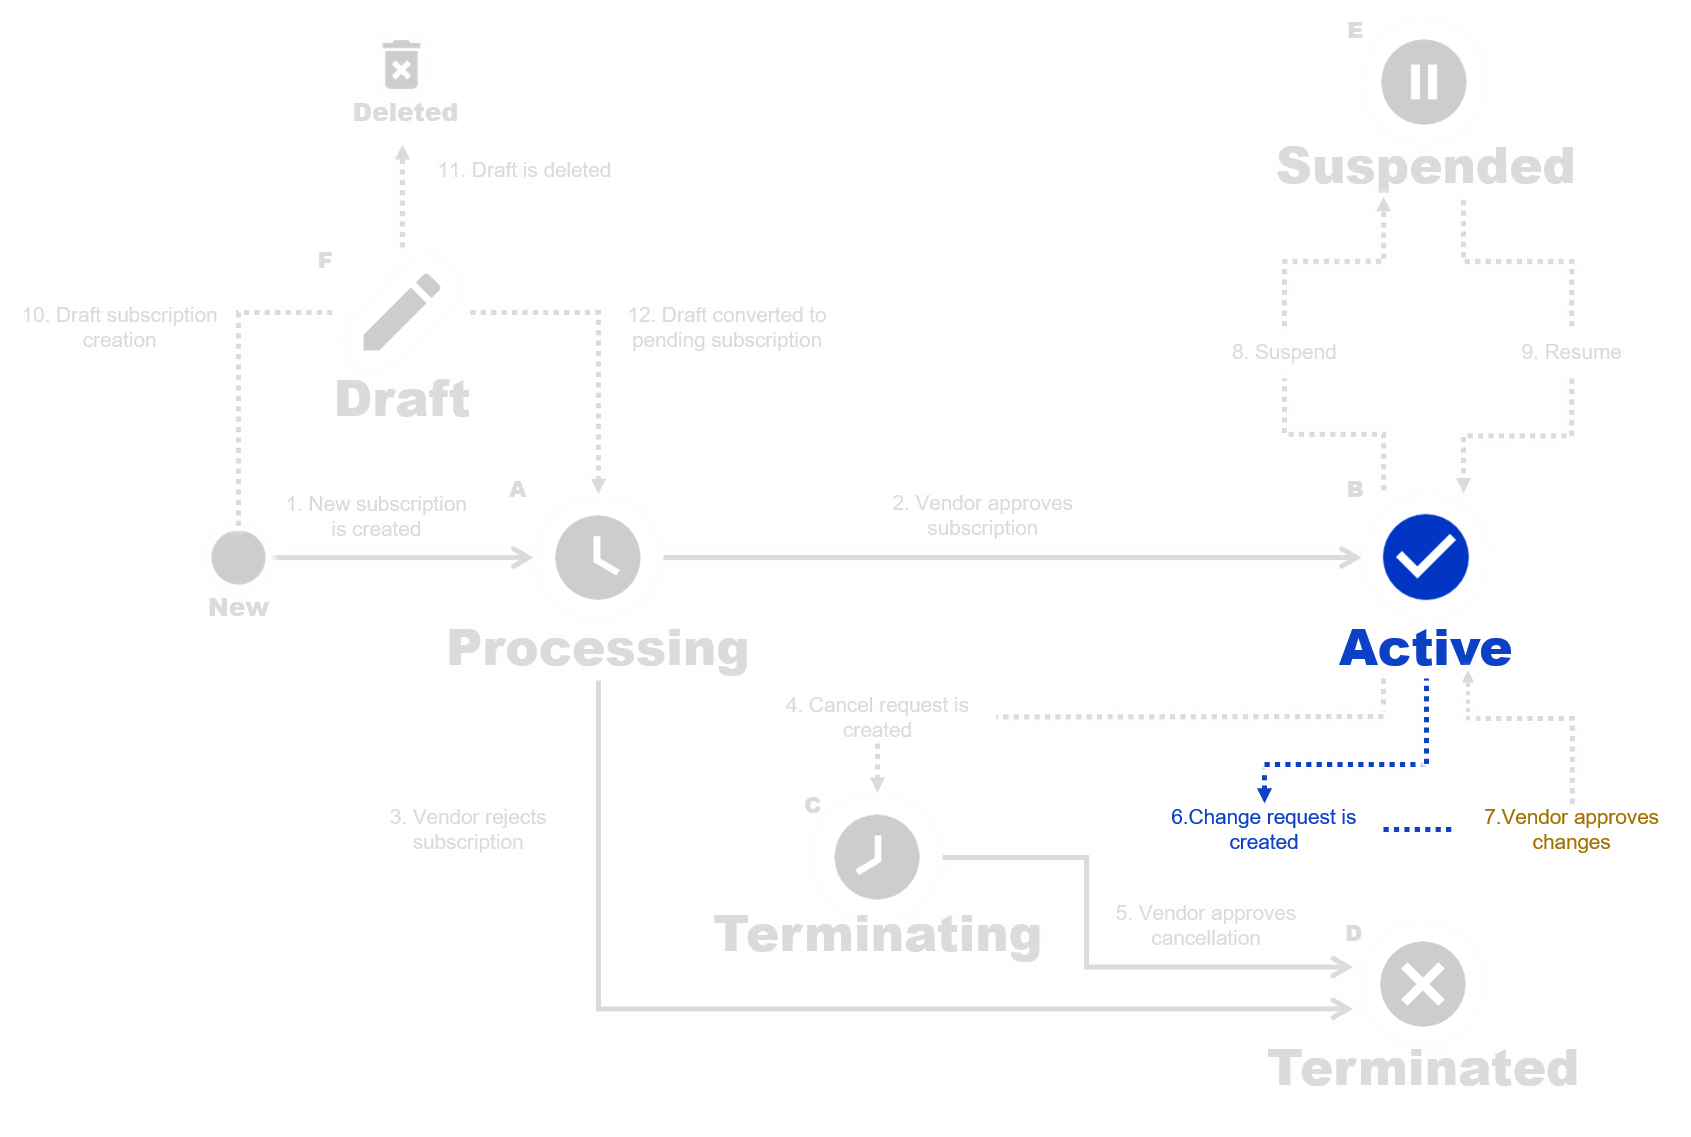 E
Deleted
Suspended
11. Draft is deleted
F
10. Draft subscription
creation
12. Draft converted to
pending subscription
8. Suspend
9. Resume
Draft
A
B
1. New subscription
is created
2. Vendor approves
subscription
New
Processing
Active
4. Cancel request is
created
C
3. Vendor rejects
subscription
6.Change request is
created
7.Vendor approves
changes
Terminating
5. Vendor approves
cancellation
D
Terminated